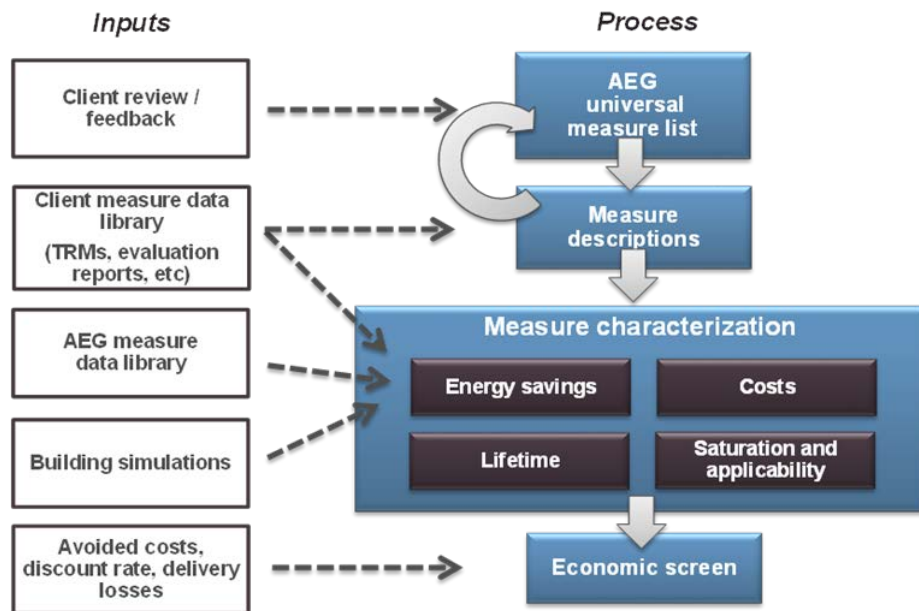 Inputs
Process
Client review /
feedback
AEG
universal
measure list
Client measure data
library
(TRMs, evaluation
reports, etc)
Measure
descriptions
AEG measure
data library
Measure characterization
Energy savings
Costs
Lifetime
Saturation and
applicability
Building simulations
Avoided costs,
discount rate, delivery
losses
Economic screen